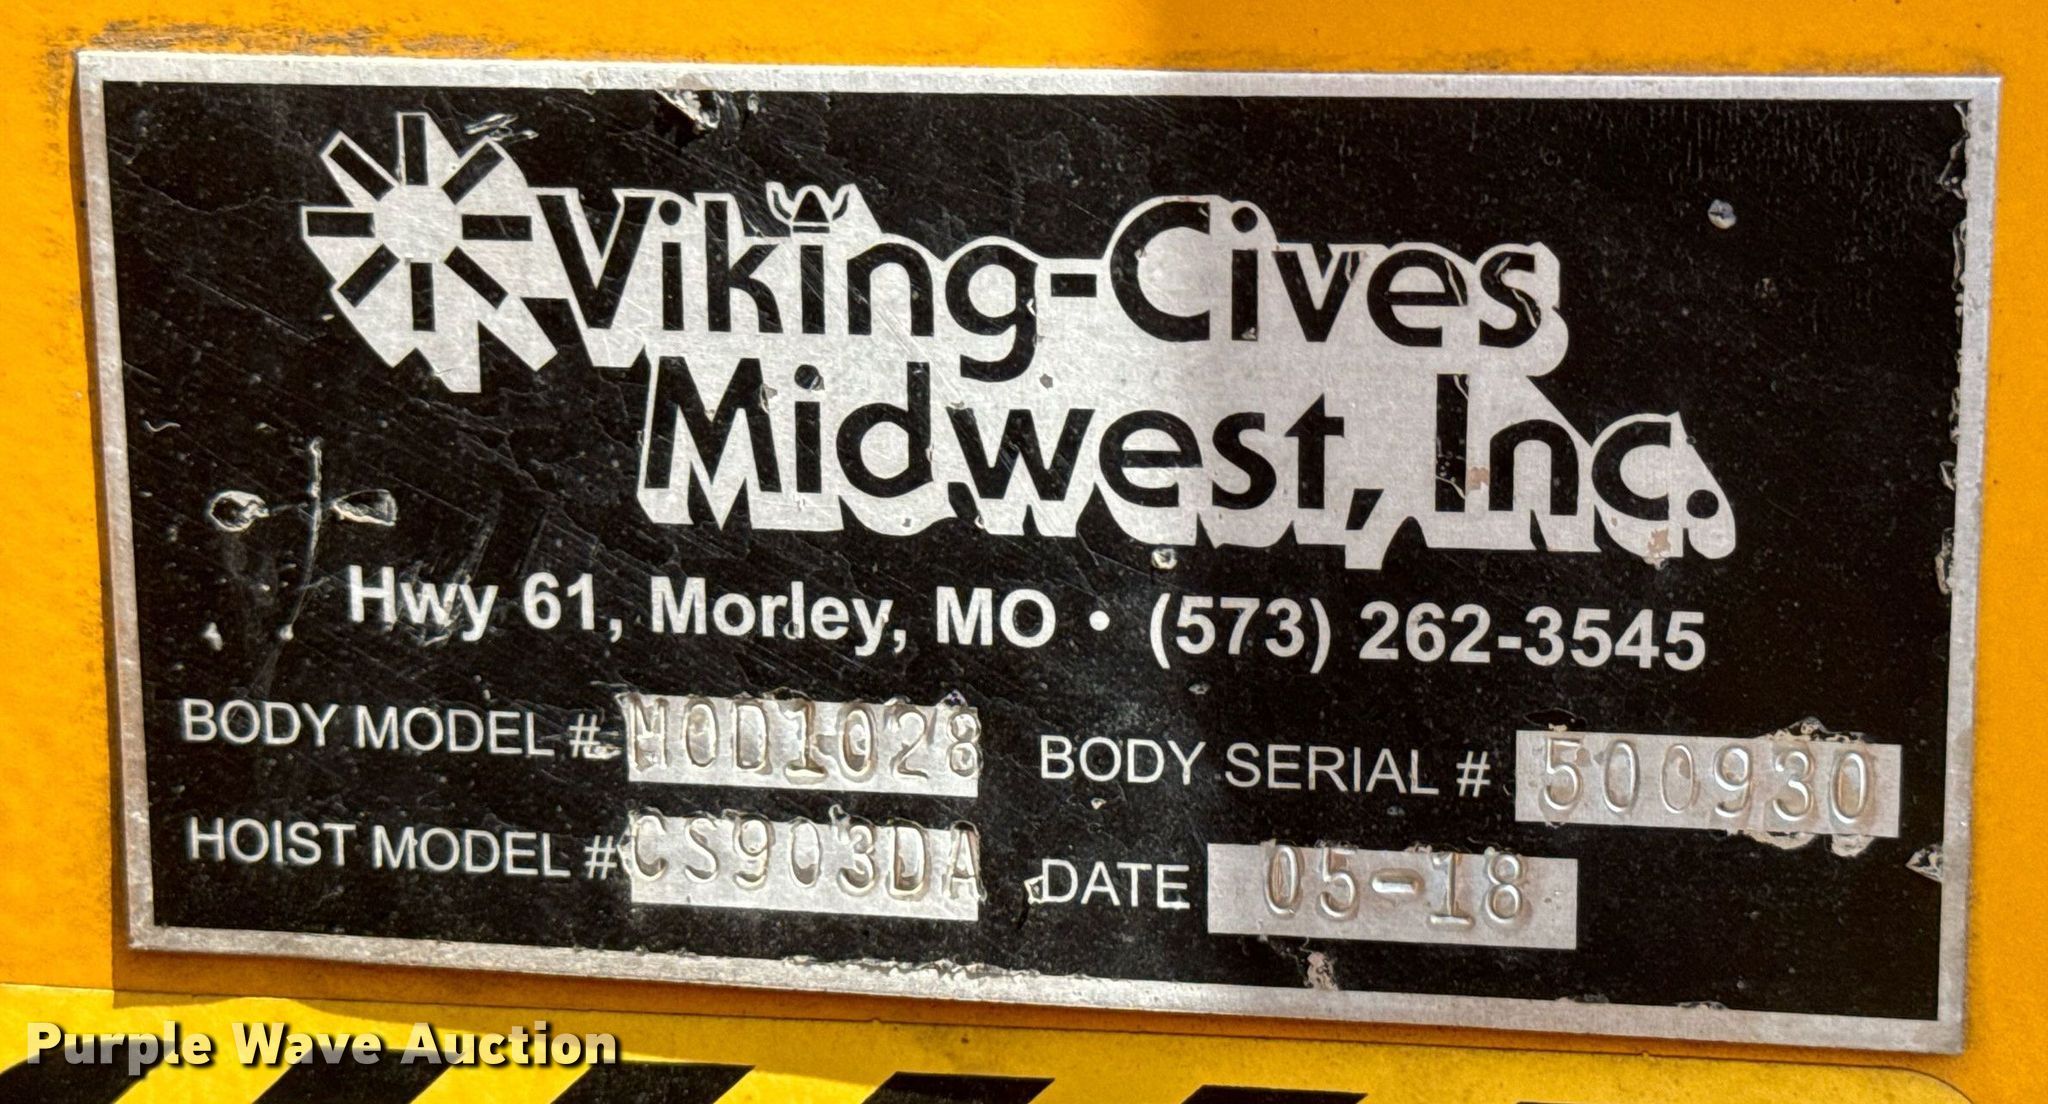 Viking-Cives
Midwest, Inc.
Hwy 61, Morley, MO • (573) 262-3545
BODY MODEL # MOD1028 BODY SERIAL # 500930
HOIST MODEL # CS903DA DATE 05-18
Purple Wave Auction